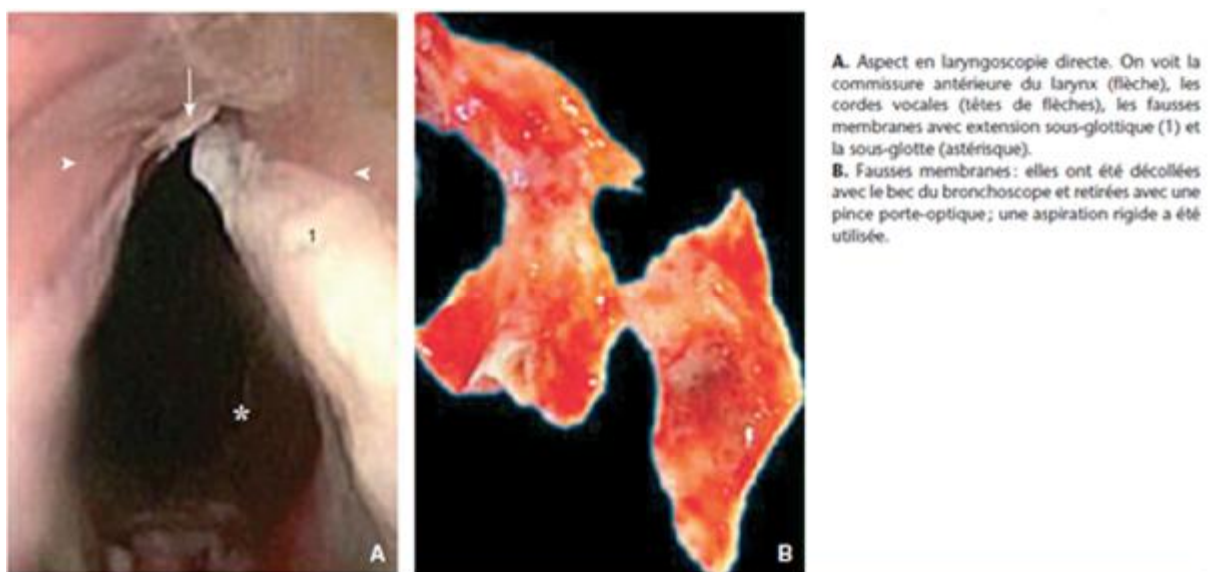 1
*
A
B
A. Aspect en laryngoscopie directe. On voit la
commissure antérieure du larynx (flèche), les
cordes vocales (têtes de flèches), les fausses
membranes avec extension sous-glottique (1) et
la sous-glotte (astérisque).
B. Fausses membranes : elles ont été décollées
avec le bec du bronchoscope et retirées avec une
pince porte-optique ; une aspiration rigide a été
utilisée.